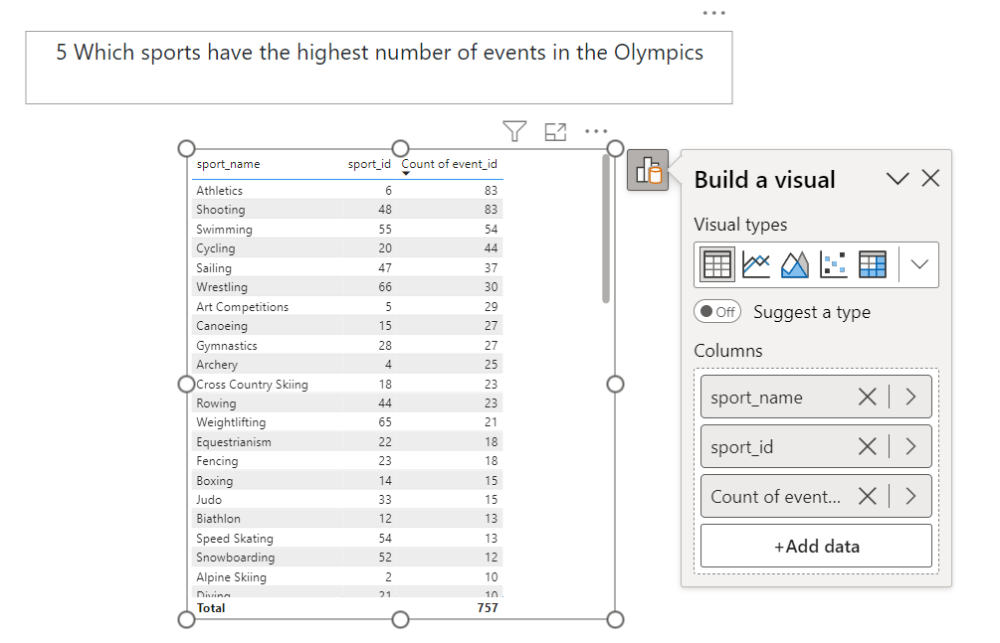 5 Which sports have the highest number of events in the Olympics
sport_name sport_id Count of event_id
Athletics 6 83
Shooting 48 83
Swimming 55 54
Cycling 20 44
Sailing 47 37
Wrestling 66 30
Art Competitions 5 29
Canoeing 15 27
Gymnastics 28 27
Archery 4 25
Cross Country Skiing 18 23
Rowing 44 23
Weightlifting 65 21
Equestrianism 22 18
Fencing 23 18
Boxing 14 15
Judo 33 15
Biathlon 12 13
Speed Skating 54 13
Snowboarding 52 12
Alpine Skiing 2 10
Diving 21 10
Total 757
Build a visual
Visual types
Off Suggest a type
Columns
sport_name
sport_id
Count of event...
+Add data